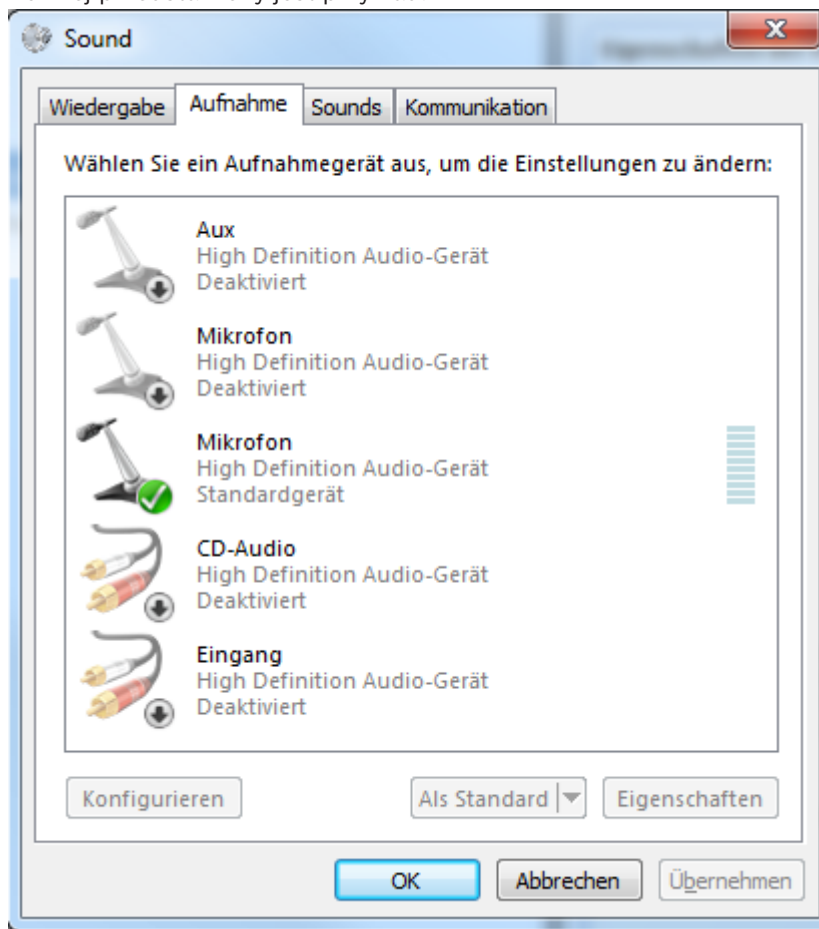 Sound
Wiedergabe Aufnahme Sounds Kommunikation
Wählen Sie ein Aufnahmegerät aus, um die Einstellungen zu ändern:
Aux
High Definition Audio-Gerät
Deaktiviert
Mikrofon
High Definition Audio-Gerät
Deaktiviert
Mikrofon
High Definition Audio-Gerät
Standardgerät
CD-Audio
High Definition Audio-Gerät
Deaktiviert
Eingang
High Definition Audio-Gerät
Deaktiviert
Konfigurieren Als Standard Eigenschaften
OK Abbrechen Übernehmen